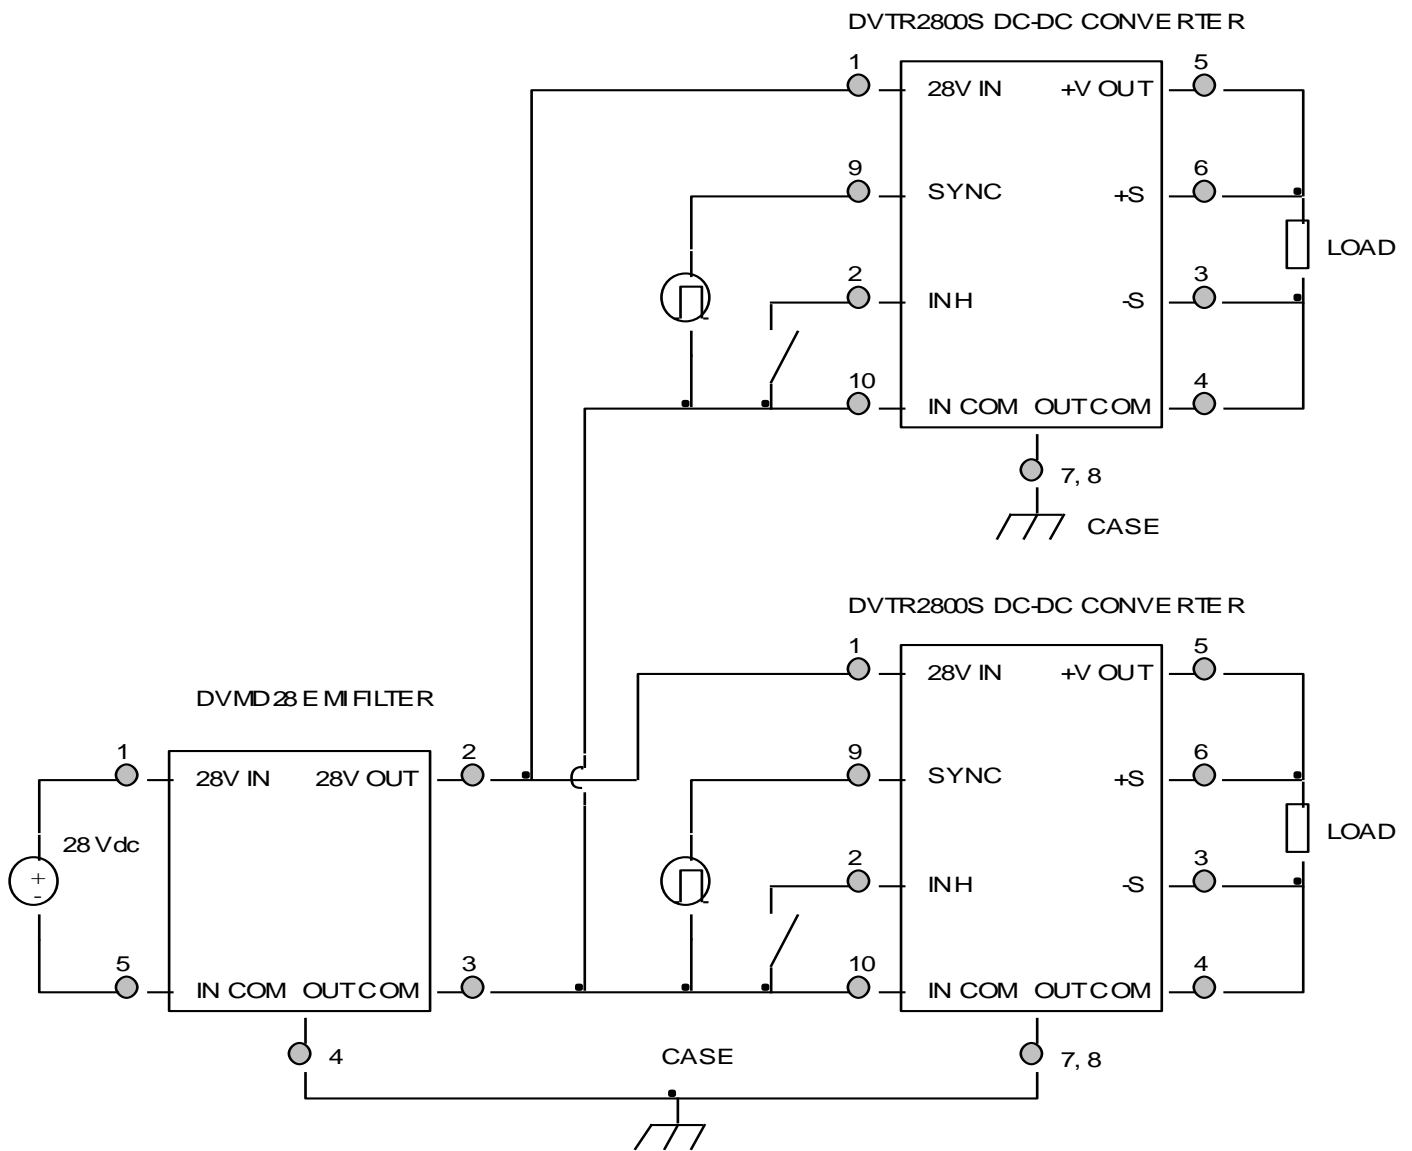 DVTR2800S DC-DC CONVERTER
1
5
28V IN +V OUT
9
6
SYNC +S
LOAD
2
3
INH -S
10
4
IN COM OUT COM
7, 8
CASE
DVTR2800S DC-DC CONVERTER
1
5
28V IN +V OUT
DVMD28 EMI FILTER
1
2
9
6
28V IN 28V OUT
SYNC +S
28 Vdc
LOAD
+
-
2
3
INH -S
5
3
10
4
IN COM OUT COM
IN COM OUT COM
4
CASE
7, 8